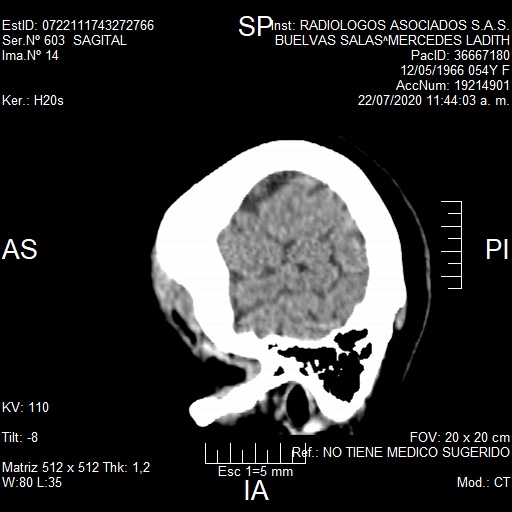 EstID: 0722111743272766
Ser.Nº 603 SAGITAL
Ima.Nº 14
Ker.: H20s
SP
Inst: RADIOLOGOS ASOCIADOS S.A.S.
BUELVAS SALAS^MERCEDES LADITH
PacID: 36667180
12/05/1966 054Y F
AccNum: 19214901
22/07/2020 11:44:03 a. m.
AS
PI
KV: 110
Tilt: -8
Matriz 512 x 512 Thk: 1,2
W:80 L:35
Esc 1=5 mm
IA
FOV: 20 x 20 cm
Ref.: NO TIENE MEDICO SUGERIDO
Mod.: CT